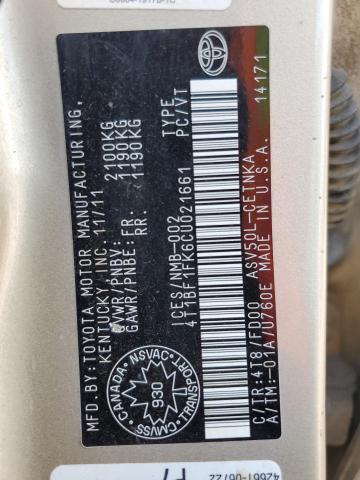 MFD.BY:TOYOTA MOTOR MANUFACTURING,
KENTUCKY, INC. 11/11
GVWR/PNBV: 2100KG
GAWR/PNBE:FR. 1190KG
RR. 1190KG
CANADA NSVAC
930
CMVSS
ICES/NMB-002 TYPE
4T1BF1FK6CU021661 PC/VT
C/TR:4T8/FD00 ASV50L-CETNKA
A/TM:-01A/U760E MADE IN U.S.A. 14171
42661-06722